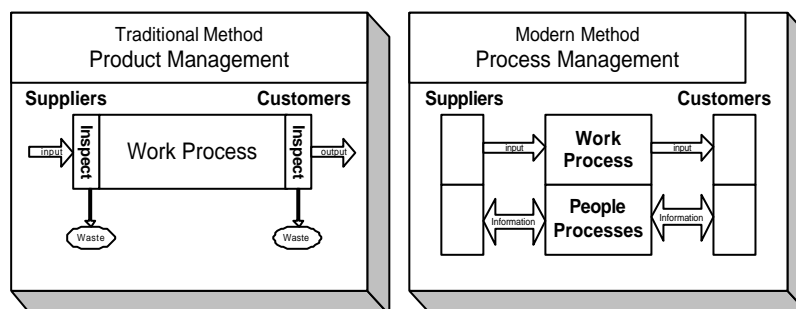 Traditional Method
Product Management
Suppliers
Customers
input
Inspect
Work Process
Inspect
output
Waste
Waste
Modern Method
Process Management
Suppliers
Customers
input
Work
Process
input
Information
People
Processes
Information